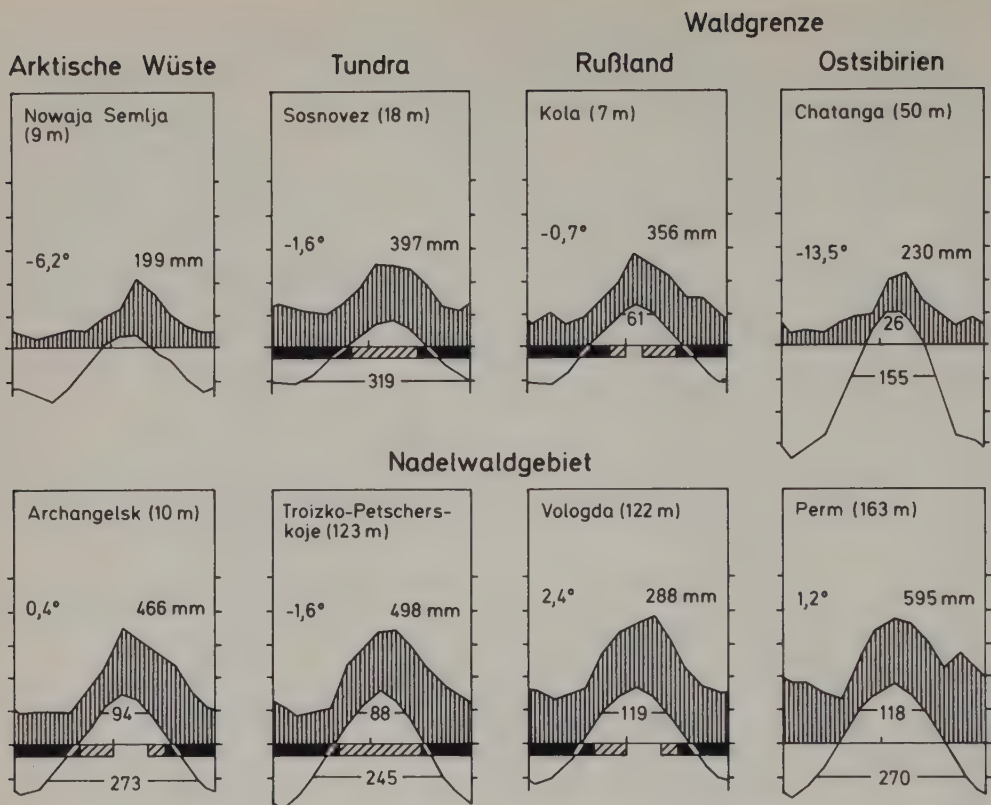 Waldgrenze
Arktische Wüste Tundra Rußland Ostsibirien
Nowaja Semlja
(9 m)
-6,2° 199 mm
Sosnovez (18 m)
-1,6° 397 mm
319
Kola (7 m)
-0,7° 356 mm
61
Chatanga (50 m)
-13,5° 230 mm
26
155
Nadelwaldgebiet
Archangelsk (10 m)
0,4° 466 mm
94
273
Troizko-Petschers-
koje (123 m)
-1,6° 498 mm
88
245
Vologda (122 m)
2,4° 288 mm
119
Perm (163 m)
1,2° 595 mm
118
270